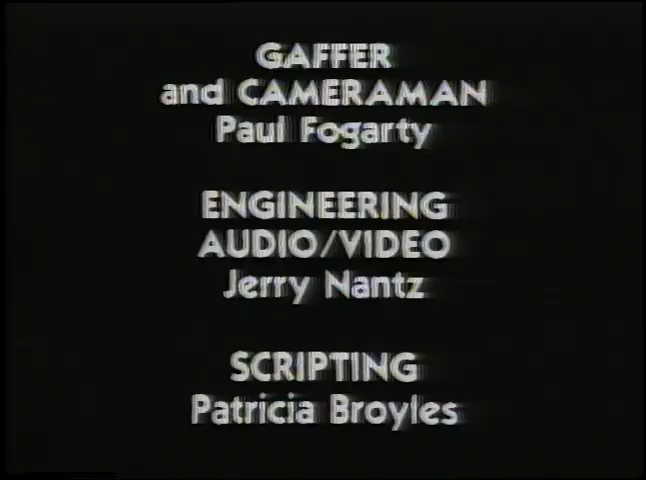 GAFFER
and CAMERAMAN
Paul Fogarty
ENGINEERING
AUDIO/VIDEO
Jerry Nantz
SCRIPTING
Patricia Broyles